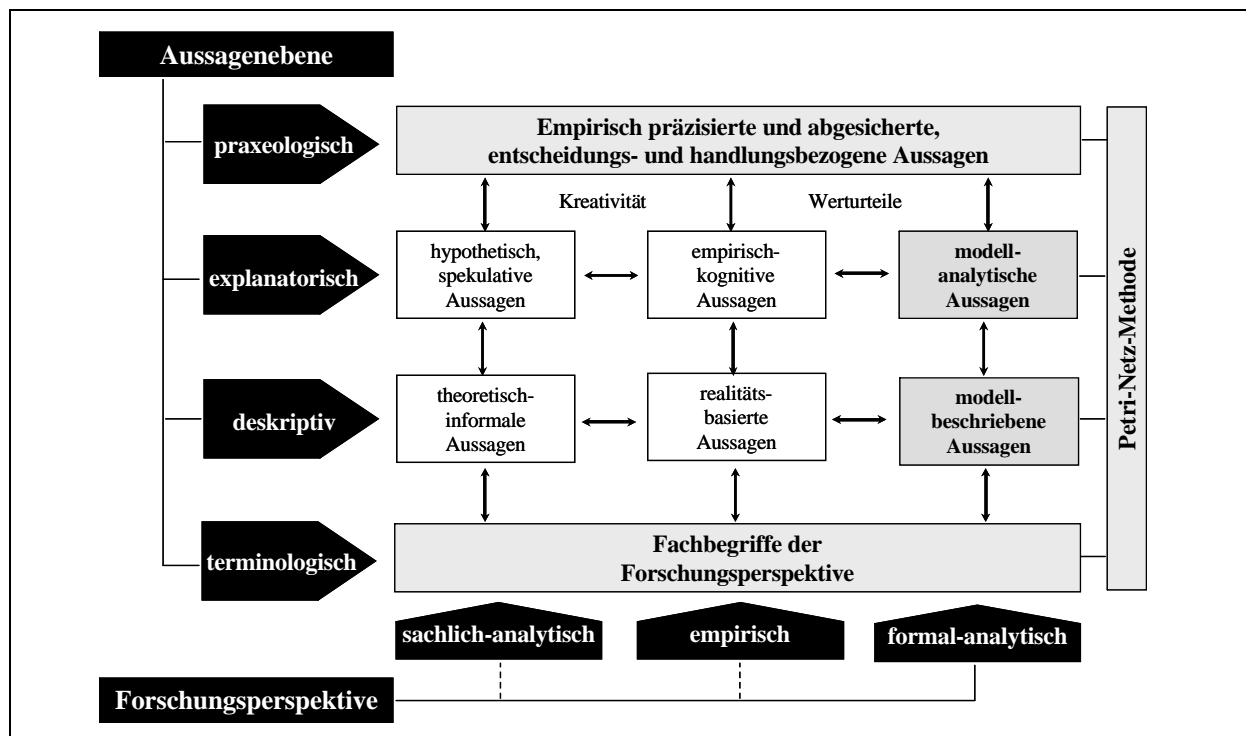 Aussagenebene
praxeologisch
Empirisch präzisierte und abgesicherte,
entscheidungs- und handlungsbezogene Aussagen
Kreativität
Werturteile
explanatorisch
hypothetisch,
spekulative
Aussagen
empirisch-
kognitive
Aussagen
modell-
analytische
Aussagen
deskriptiv
theoretisch-
informale
Aussagen
realitäts-
basierte
Aussagen
modell-
beschriebene
Aussagen
Petri-Netz-Methode
terminologisch
Fachbegriffe der
Forschungsperspektive
sachlich-analytisch
empirisch
formal-analytisch
Forschungsperspektive